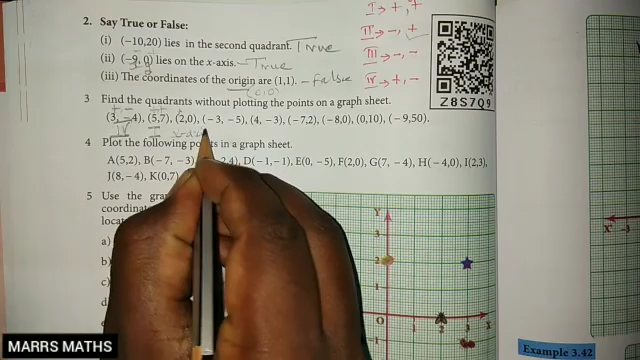 2. Say True or False:
(i) (−10,20) lies in the second quadrant. True
(ii) (−9, 0) lies on the x-axis. – True
(iii) The coordinates of the origin are (1,1). – false
(0,0)
I → +, +
II → −, +
III → −, −
IV → +, −
Z8S7Q9
3 Find the quadrants without plotting the points on a graph sheet.
(3, −4), (5,7), (2,0), (−3, −5), (4, −3), (−7,2), (−8,0), (0,10), (−9,50).
IV I
4 Plot the following points in a graph sheet.
A(5,2), B(−7, −3), 2,4), D(−1,−1), E(0, −5), F(2,0), G(7, −4), H(−4,0), I(2,3),
J(8,−4), K(0,7)
5 Use the
coordinate
a)
b)
c)
Y
3
2
1
O 1 2 3 X
X' −3
Example 3.42
MARRS MATHS